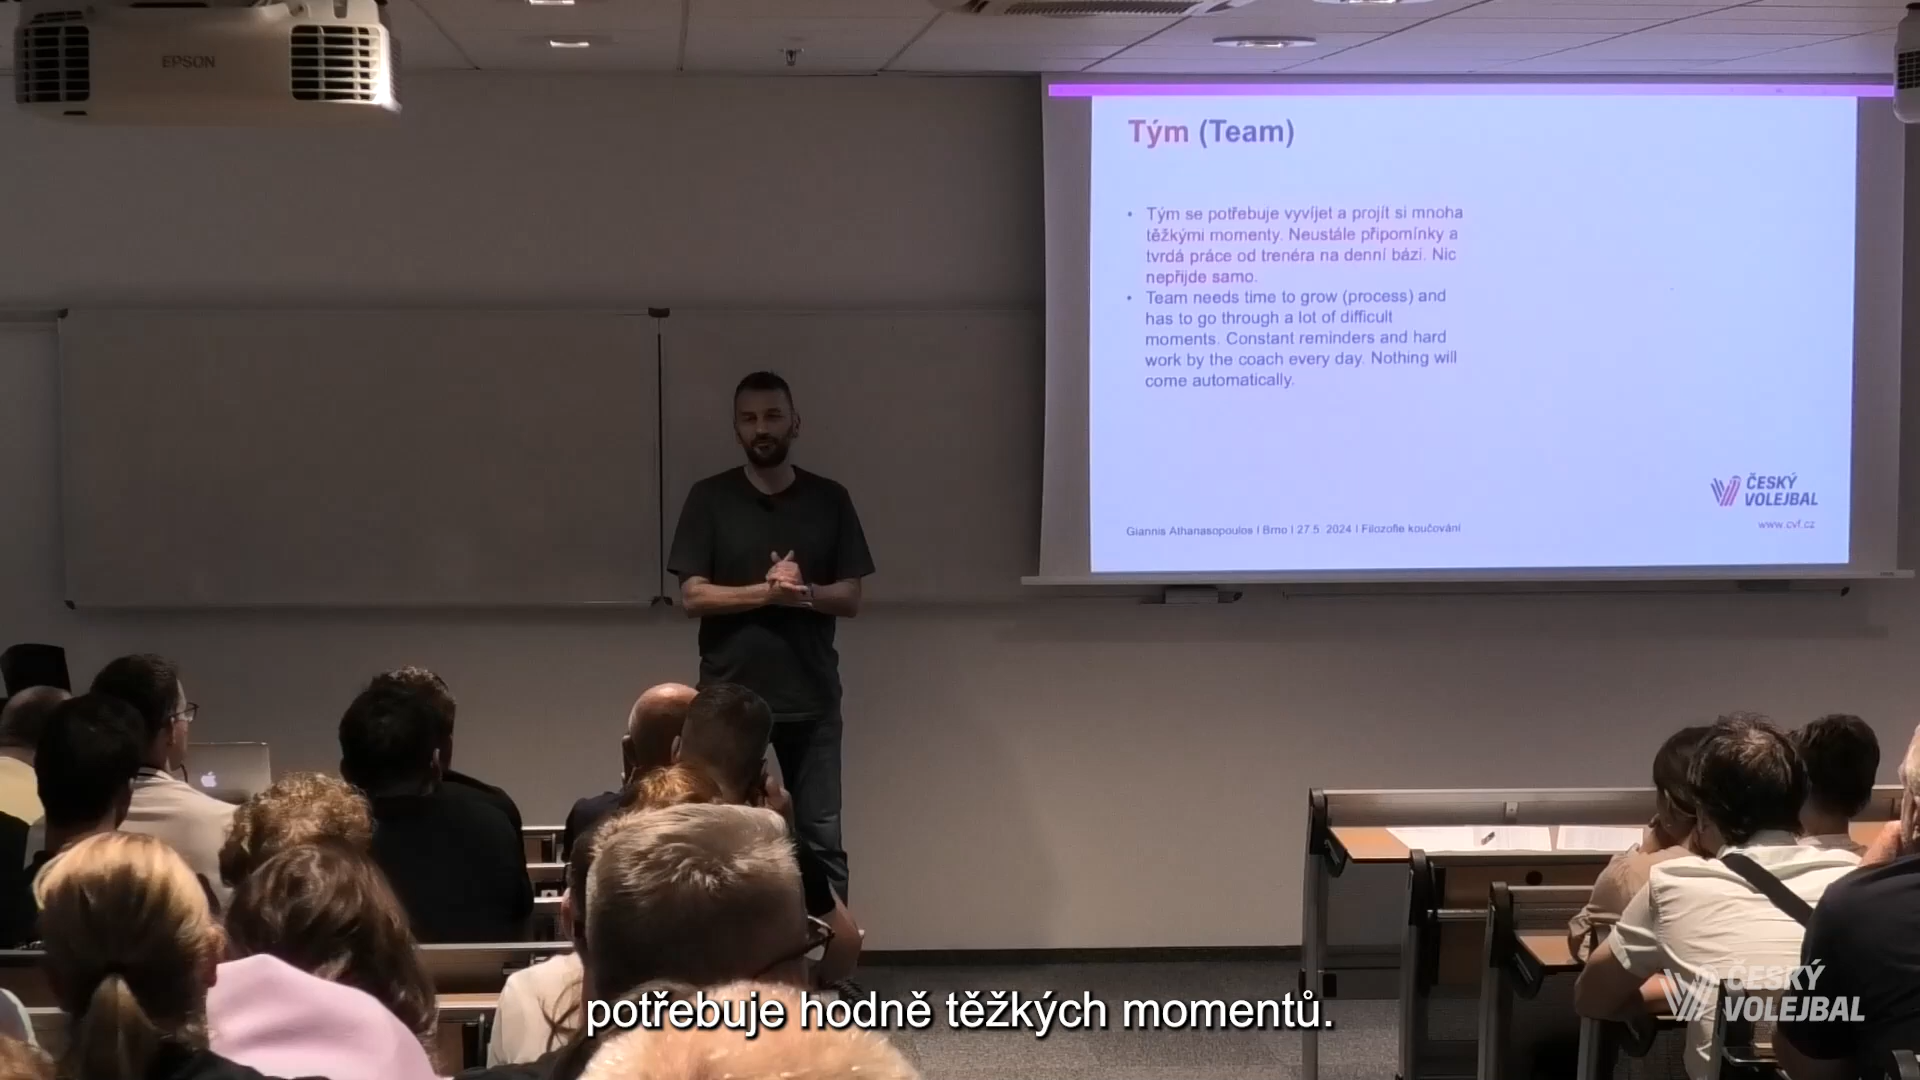 EPSON
Tým (Team)
• Tým se potřebuje vyvíjet a projít si mnoha
těžkými momenty. Neustále připomínky a
tvrdá práce od trenéra na denní bázi. Nic
nepřijde samo.
• Team needs time to grow (process) and
has to go through a lot of difficult
moments. Constant reminders and hard
work by the coach every day. Nothing will
come automatically.
ČESKÝ
VOLEJBAL
www.cvf.cz
Giannis Athanasopoulos I Brno I 27.5 2024 I Filozofie koučování
potřebuje hodně těžkých momentů.
ČESKÝ
VOLEJBAL